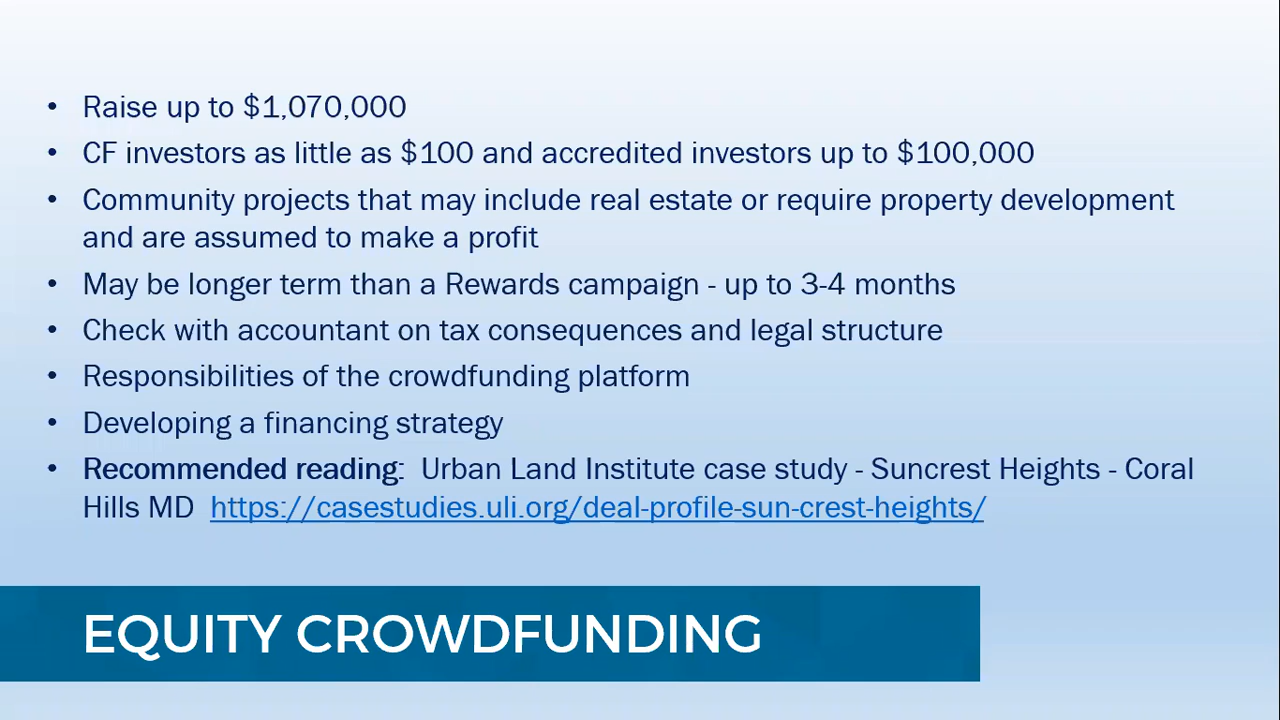 • Raise up to $1,070,000
• CF investors as little as $100 and accredited investors up to $100,000
• Community projects that may include real estate or require property development
and are assumed to make a profit
• May be longer term than a Rewards campaign - up to 3-4 months
• Check with accountant on tax consequences and legal structure
• Responsibilities of the crowdfunding platform
• Developing a financing strategy
• Recommended reading: Urban Land Institute case study - Suncrest Heights - Coral
Hills MD https://casestudies.uli.org/deal-profile-sun-crest-heights/
EQUITY CROWDFUNDING